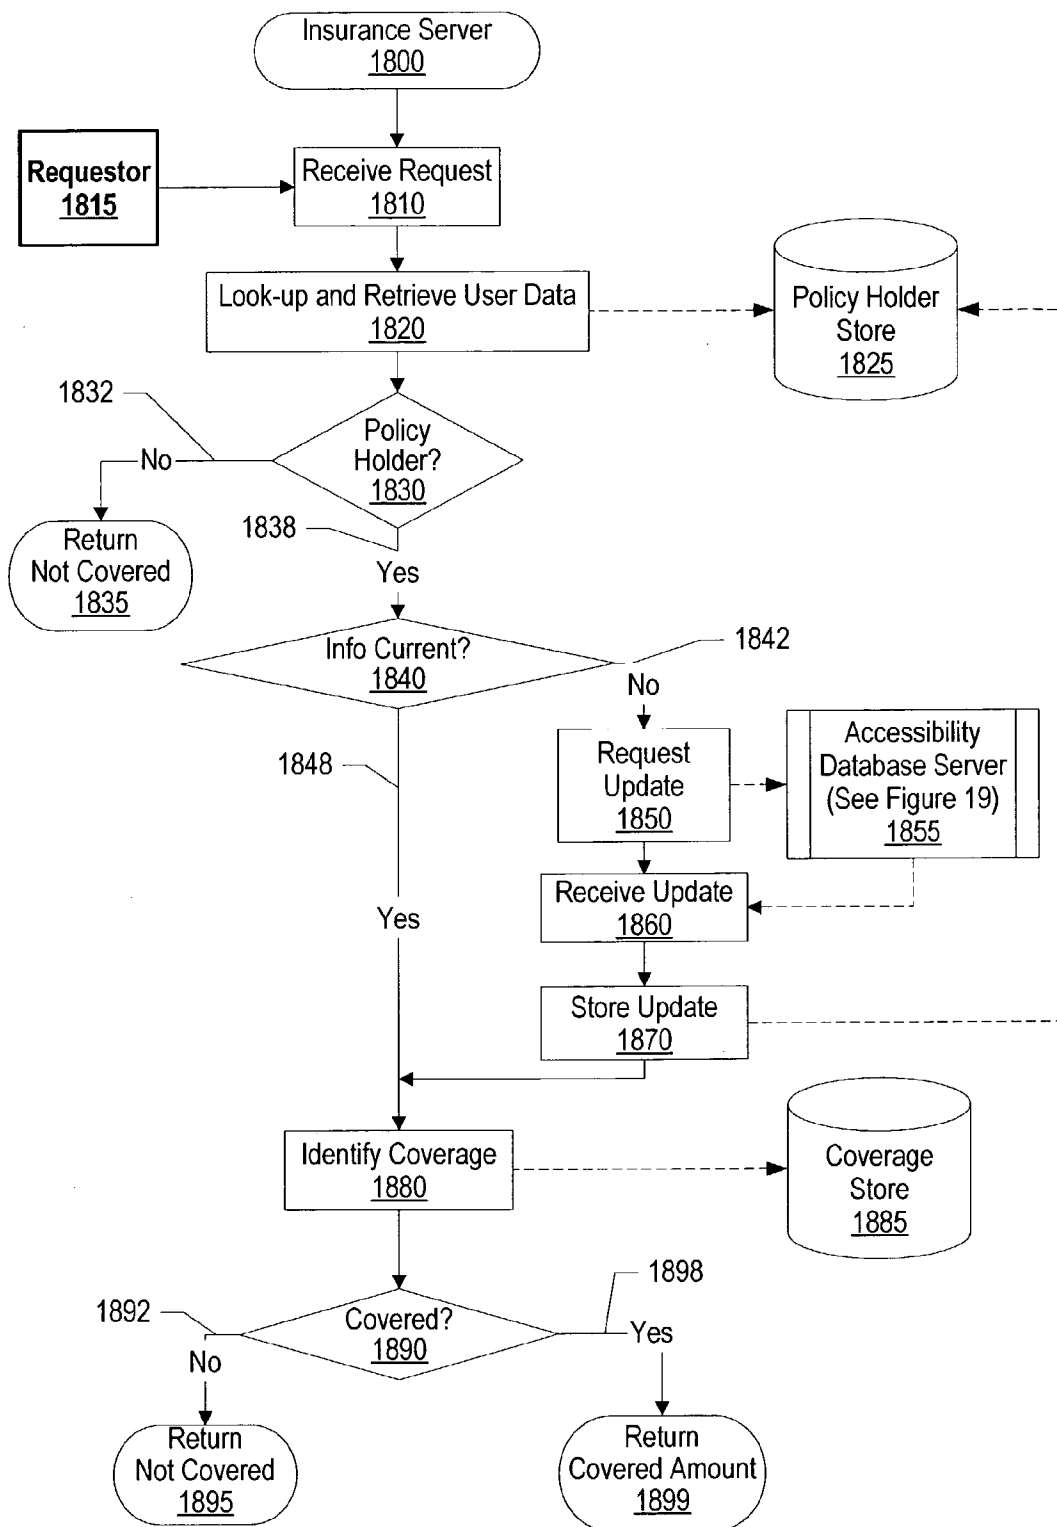 Insurance Server
1800
Requestor
1815
Receive Request
1810
Look-up and Retrieve User Data
1820
Policy Holder
Store
1825
1832
Policy
Holder?
1830
No
1838
Return
Not Covered
1835
Yes
Info Current?
1840
1842
No
1848
Request
Update
1850
Accessibility
Database Server
(See Figure 19)
1855
Receive Update
1860
Yes
Store Update
1870
Identify Coverage
1880
Coverage
Store
1885
1892
Covered?
1890
1898
No
Yes
Return
Not Covered
1895
Return
Covered Amount
1899